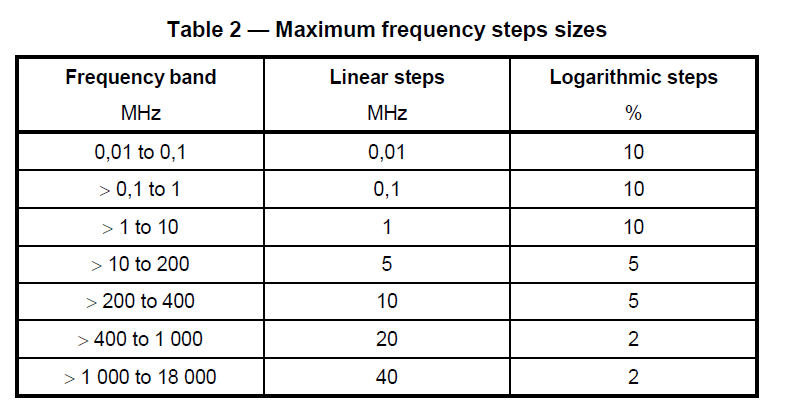 Table 2 — Maximum frequency steps sizes
Frequency band Linear steps Logarithmic steps
MHz MHz %
0,01 to 0,1 0,01 10
> 0,1 to 1 0,1 10
> 1 to 10 1 10
> 10 to 200 5 5
> 200 to 400 10 5
> 400 to 1 000 20 2
> 1 000 to 18 000 40 2